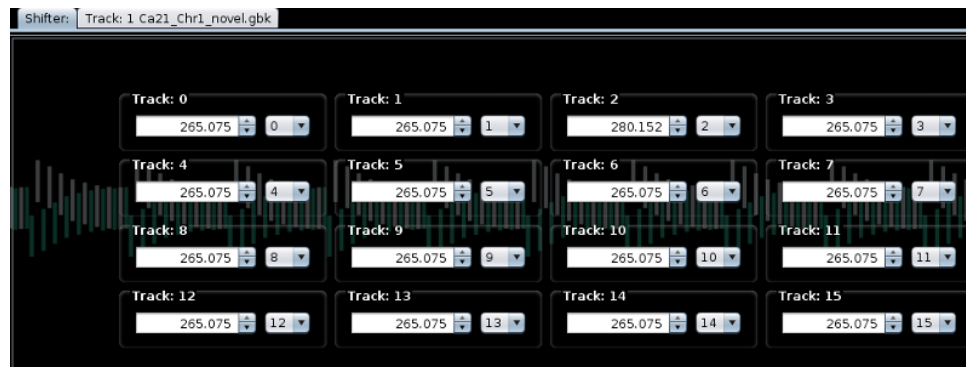 Shifter: Track: 1 Ca21_Chr1_novel.gbk
Track: 0 Track: 1 Track: 2 Track: 3
265.075 0 265.075 1 280.152 2 265.075 3
Track: 4 Track: 5 Track: 6 Track: 7
265.075 4 265.075 5 265.075 6 265.075 7
Track: 8 Track: 9 Track: 10 Track: 11
265.075 8 265.075 9 265.075 10 265.075 11
Track: 12 Track: 13 Track: 14 Track: 15
265.075 12 265.075 13 265.075 14 265.075 15